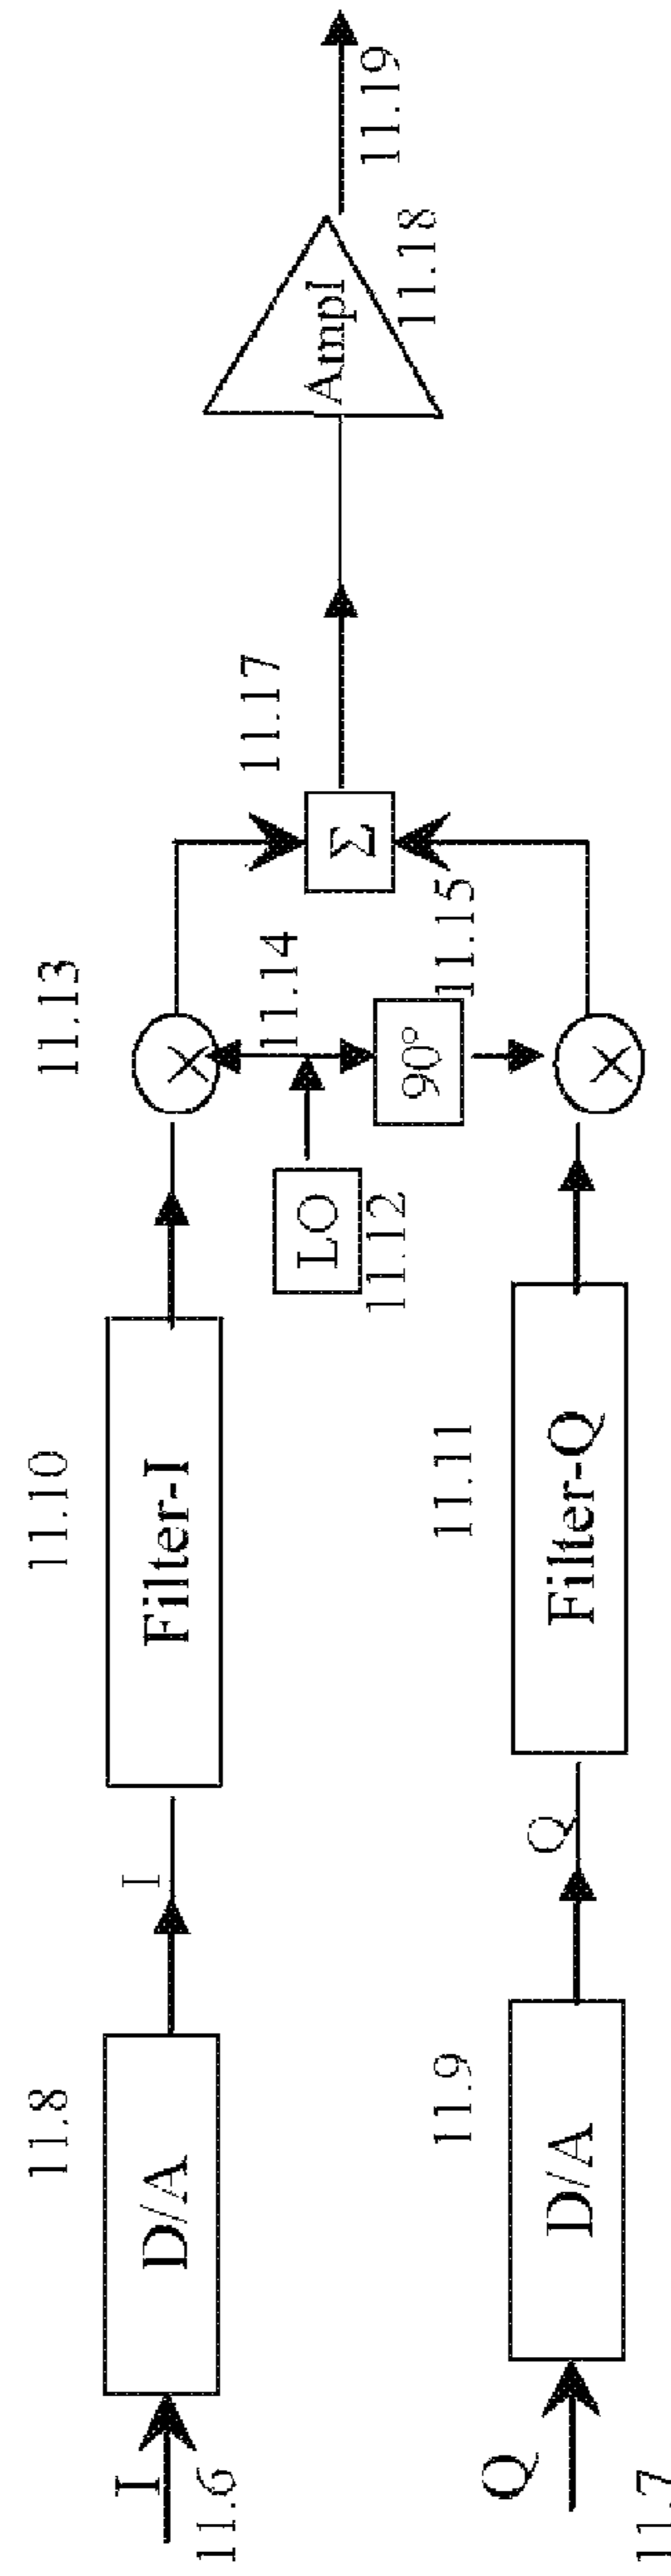 I
11.6
D/A
11.8
I
Filter-I
11.10
X
11.13
LO
11.12
11.14
90°
11.15
Σ
11.17
Ampl
11.18
11.19
Q
11.7
D/A
11.9
Q
Filter-Q
11.11
X